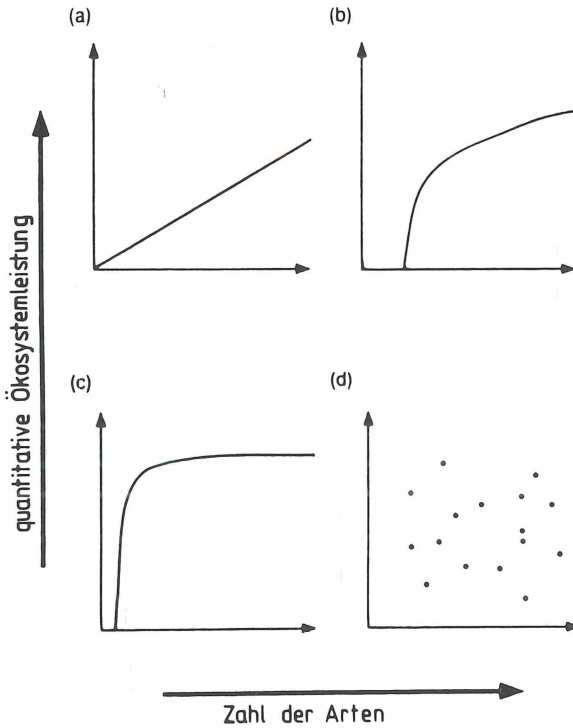 (a)
(b)
quantitative Ökosystemleistung
(c)
(d)
Zahl der Arten